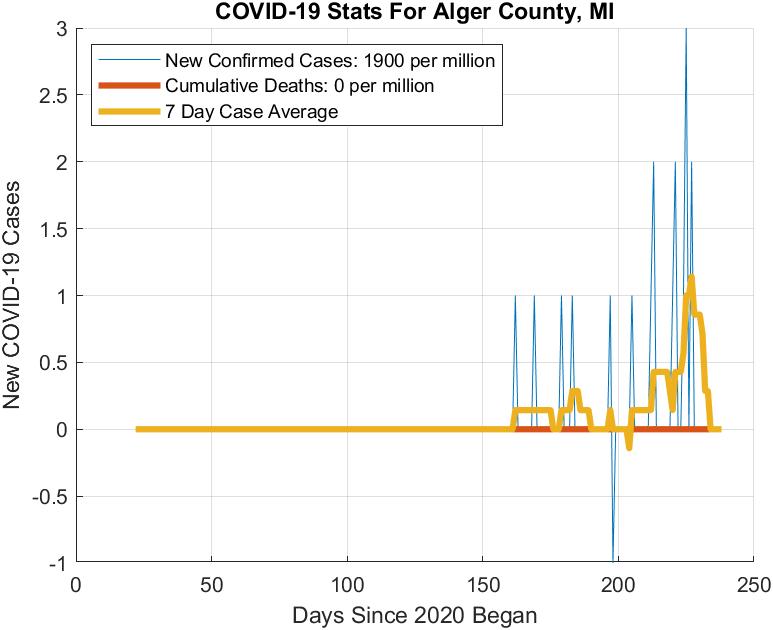 COVID-19 Stats For Alger County, MI
New Confirmed Cases: 1900 per million
Cumulative Deaths: 0 per million
7 Day Case Average
New COVID-19 Cases
3
2.5
2
1.5
1
0.5
0
-0.5
-1
0 50 100 150 200 250
Days Since 2020 Began